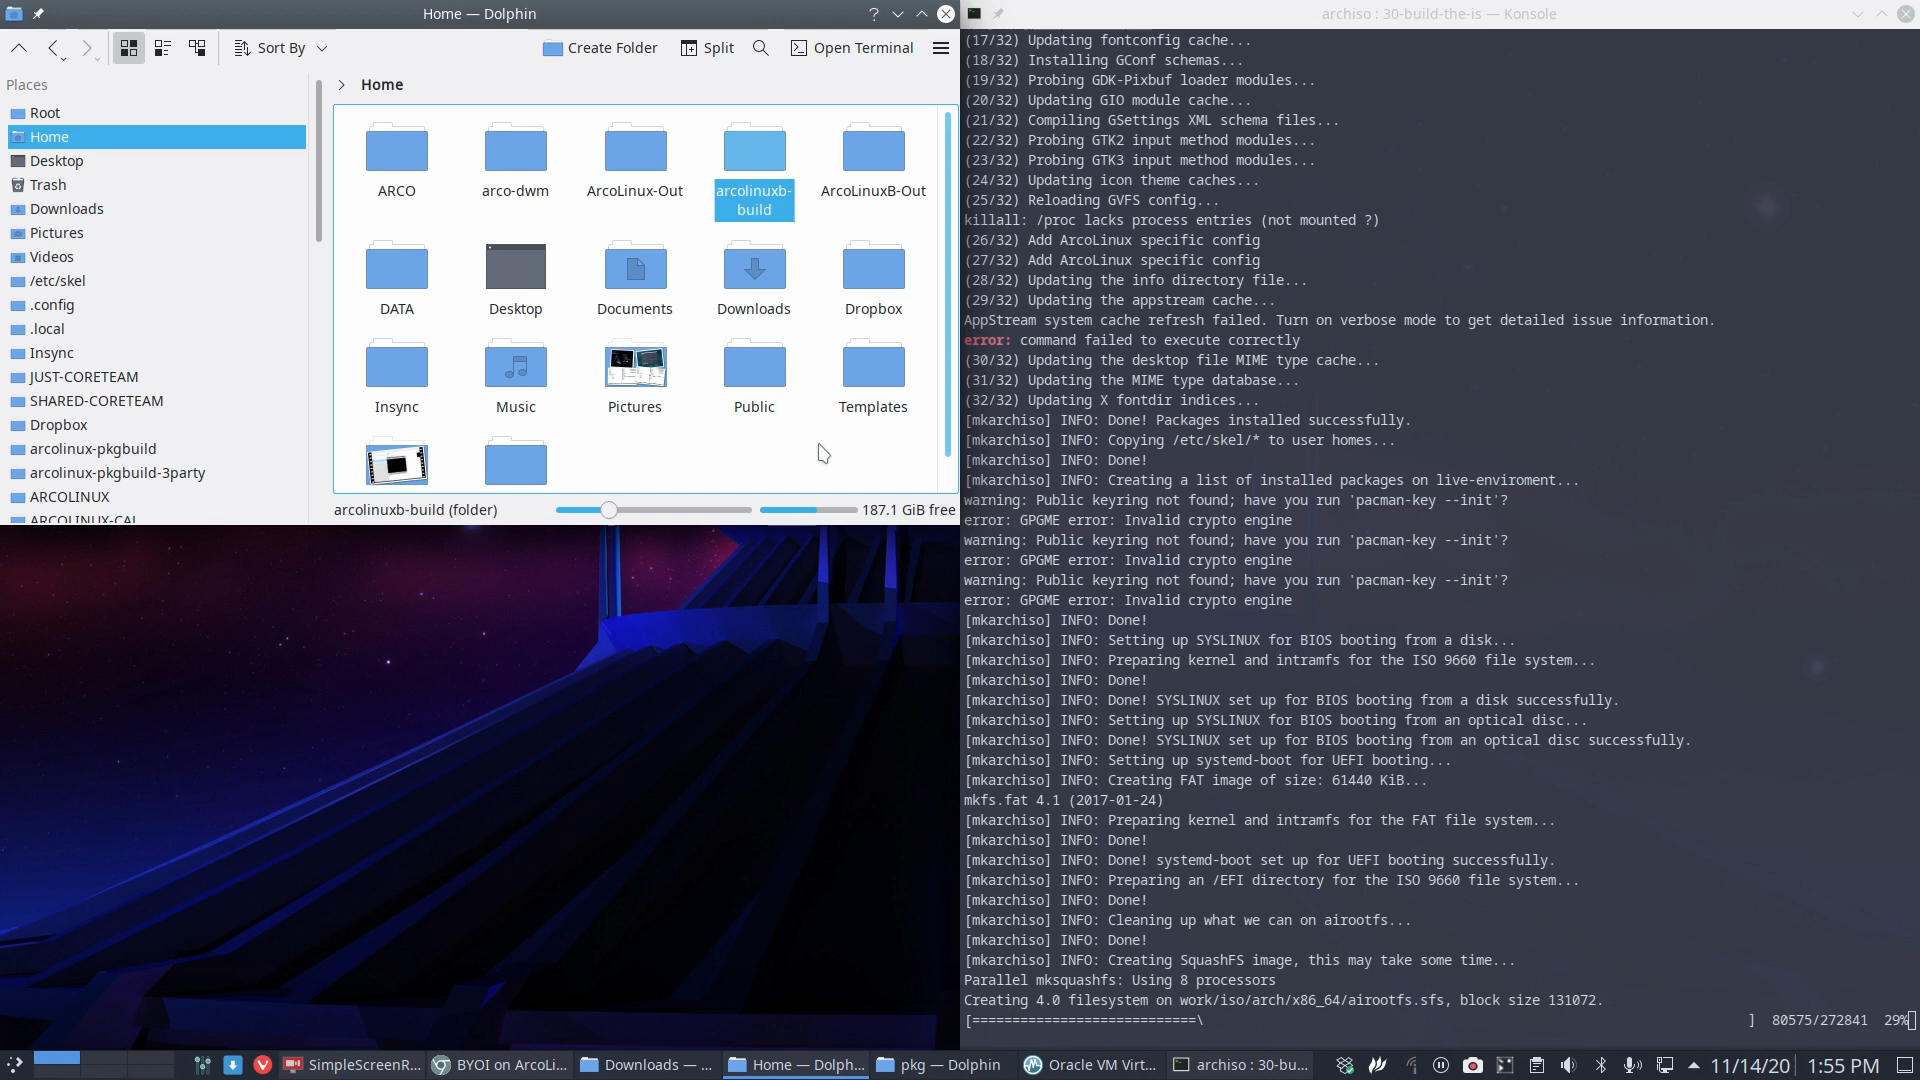 Home — Dolphin
Sort By
Create Folder
Split
Open Terminal
Places
Root
Home
Desktop
Trash
Downloads
Pictures
Videos
/etc/skel
.config
.local
Insync
JUST-CORETEAM
SHARED-CORETEAM
Dropbox
arcolinux-pkgbuild
arcolinux-pkgbuild-3party
ARCOLINUX
ARCOLINUX-CAL
Home
ARCO
arco-dwm
ArcoLinux-Out
arcolinuxb-
build
ArcoLinuxB-Out
DATA
Desktop
Documents
Downloads
Dropbox
Insync
Music
Pictures
Public
Templates
arcolinuxb-build (folder)
187.1 GiB free
archiso : 30-build-the-is — Konsole
(17/32) Updating fontconfig cache...
(18/32) Installing GConf schemas...
(19/32) Probing GDK-Pixbuf loader modules...
(20/32) Updating GIO module cache...
(21/32) Compiling GSettings XML schema files...
(22/32) Probing GTK2 input method modules...
(23/32) Probing GTK3 input method modules...
(24/32) Updating icon theme caches...
(25/32) Reloading GVFS config...
killall: /proc lacks process entries (not mounted ?)
(26/32) Add ArcoLinux specific config
(27/32) Add ArcoLinux specific config
(28/32) Updating the info directory file...
(29/32) Updating the appstream cache...
AppStream system cache refresh failed. Turn on verbose mode to get detailed issue information.
error: command failed to execute correctly
(30/32) Updating the desktop file MIME type cache...
(31/32) Updating the MIME type database...
(32/32) Updating X fontdir indices...
[mkarchiso] INFO: Done! Packages installed successfully.
[mkarchiso] INFO: Copying /etc/skel/* to user homes...
[mkarchiso] INFO: Done!
[mkarchiso] INFO: Creating a list of installed packages on live-enviroment...
warning: Public keyring not found; have you run 'pacman-key --init'?
error: GPGME error: Invalid crypto engine
warning: Public keyring not found; have you run 'pacman-key --init'?
error: GPGME error: Invalid crypto engine
warning: Public keyring not found; have you run 'pacman-key --init'?
error: GPGME error: Invalid crypto engine
[mkarchiso] INFO: Done!
[mkarchiso] INFO: Setting up SYSLINUX for BIOS booting from a disk...
[mkarchiso] INFO: Preparing kernel and intramfs for the ISO 9660 file system...
[mkarchiso] INFO: Done!
[mkarchiso] INFO: Done! SYSLINUX set up for BIOS booting from a disk successfully.
[mkarchiso] INFO: Setting up SYSLINUX for BIOS booting from an optical disc...
[mkarchiso] INFO: Done! SYSLINUX set up for BIOS booting from an optical disc successfully.
[mkarchiso] INFO: Setting up systemd-boot for UEFI booting...
[mkarchiso] INFO: Creating FAT image of size: 61440 KiB...
mkfs.fat 4.1 (2017-01-24)
[mkarchiso] INFO: Preparing kernel and intramfs for the FAT file system...
[mkarchiso] INFO: Done!
[mkarchiso] INFO: Done! systemd-boot set up for UEFI booting successfully.
[mkarchiso] INFO: Preparing an /EFI directory for the ISO 9660 file system...
[mkarchiso] INFO: Done!
[mkarchiso] INFO: Cleaning up what we can on airootfs...
[mkarchiso] INFO: Done!
[mkarchiso] INFO: Creating SquashFS image, this may take some time...
Parallel mksquashfs: Using 8 processors
Creating 4.0 filesystem on work/iso/arch/x86_64/airootfs.sfs, block size 131072.
[============================\ ] 80575/272841 29%
SimpleScreenR...
BYOI on ArcoLi...
Downloads — ...
Home — Dolph...
pkg — Dolphin
Oracle VM Virt...
archiso : 30-bu...
11/14/20
1:55 PM